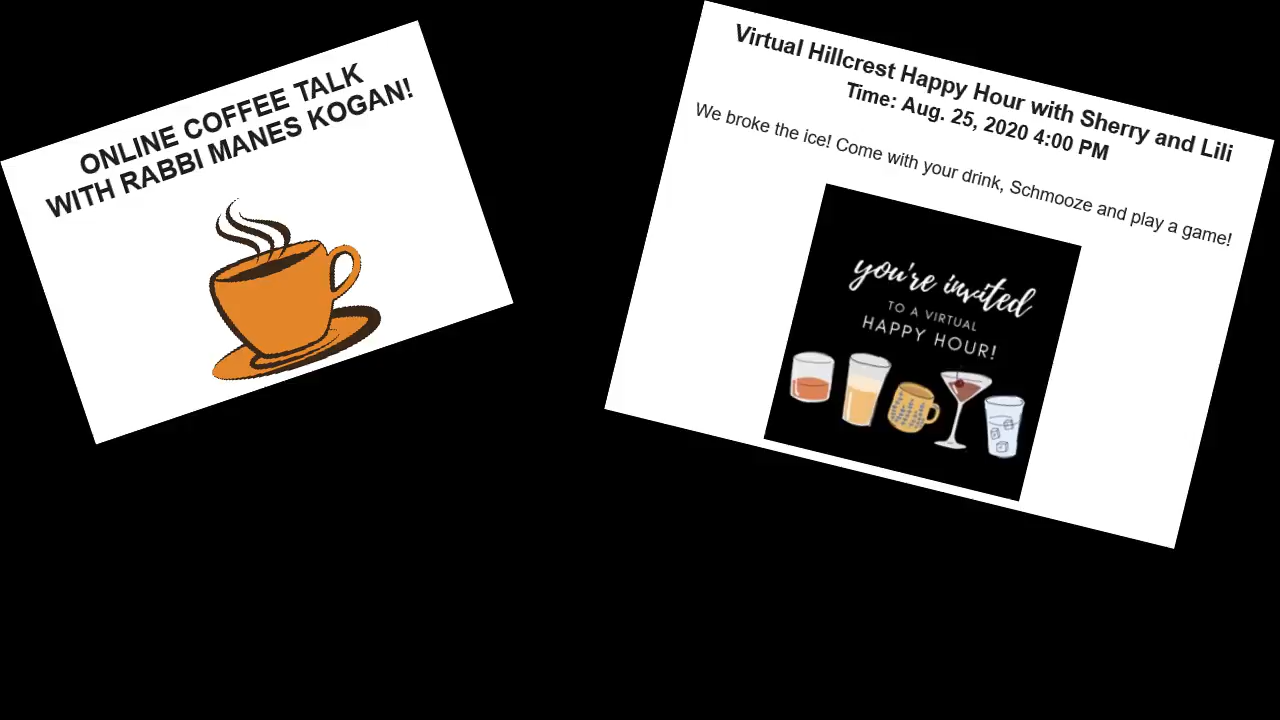 ONLINE COFFEE TALK
WITH RABBI MANES KOGAN!
Virtual Hillcrest Happy Hour with Sherry and Lili
Time: Aug. 25, 2020 4:00 PM
We broke the ice! Come with your drink, Schmooze and play a game!
you're invited
TO A VIRTUAL
HAPPY HOUR!